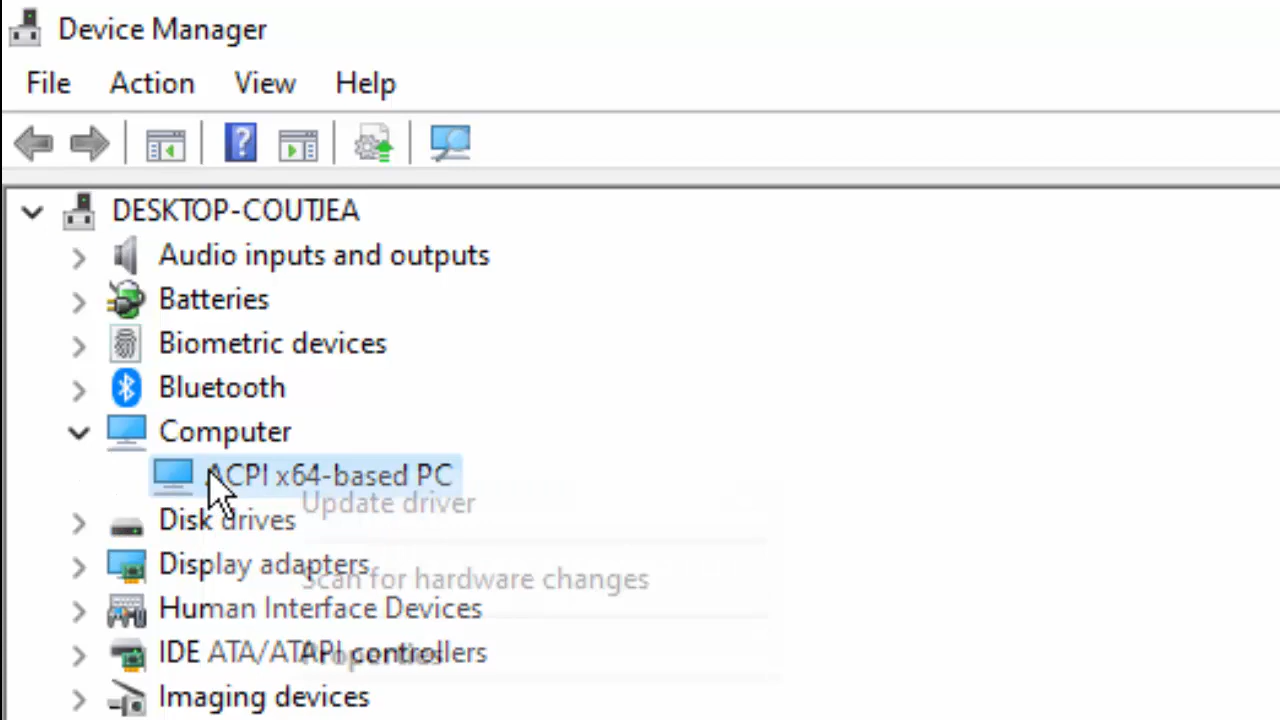 Device Manager
File Action View Help
DESKTOP-COUTJEA
Audio inputs and outputs
Batteries
Biometric devices
Bluetooth
Computer
ACPI x64-based PC
Update driver
Disk drives
Display adapters
Scan for hardware changes
Human Interface Devices
IDE ATA/ATAPI controllers
Properties
Imaging devices